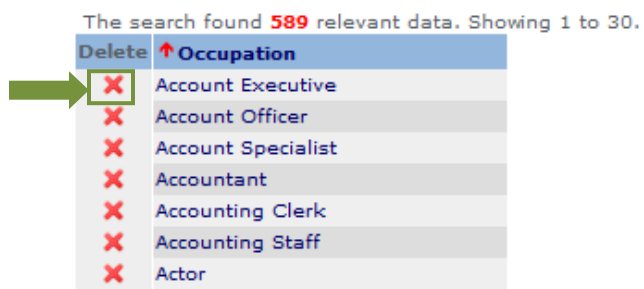 The search found 589 relevant data. Showing 1 to 30.
Delete Occupation
Account Executive
Account Officer
Account Specialist
Accountant
Accounting Clerk
Accounting Staff
Actor